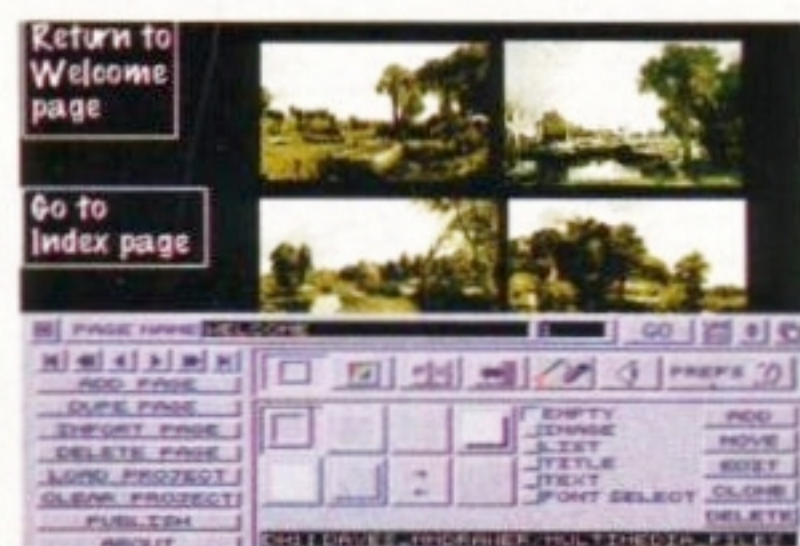 Return to
Welcome
page
Go to
Index page
PAGE NAME WELCOME 1 GO
ADD PAGE
DUPE PAGE
IMPORT PAGE
DELETE PAGE
LOAD PROJECT
CLEAR PROJECT
PUBLISH
ABOUT
PREFS
EMPTY
IMAGE
LIST
TITLE
TEXT
FONT SELECT
ADD
MOVE
EDIT
CLONE
DELETE